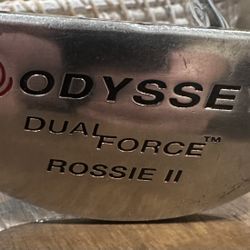 ODYSSE
DUAL FORCE™
ROSSIE II